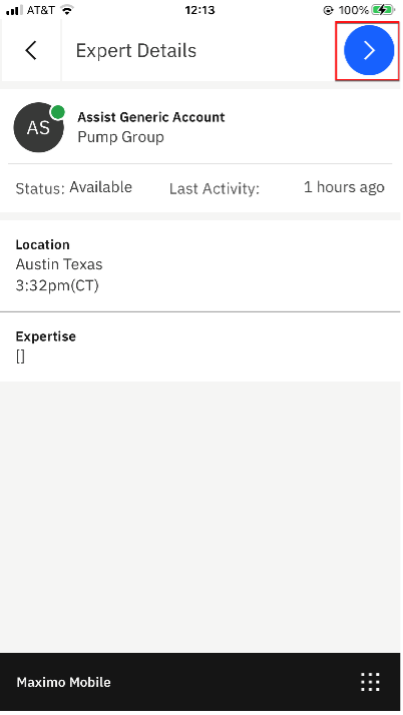 AT&T 12:13 100%
Expert Details
AS
Assist Generic Account
Pump Group
Status: Available Last Activity: 1 hours ago
Location
Austin Texas
3:32pm(CT)
Expertise
[]
Maximo Mobile